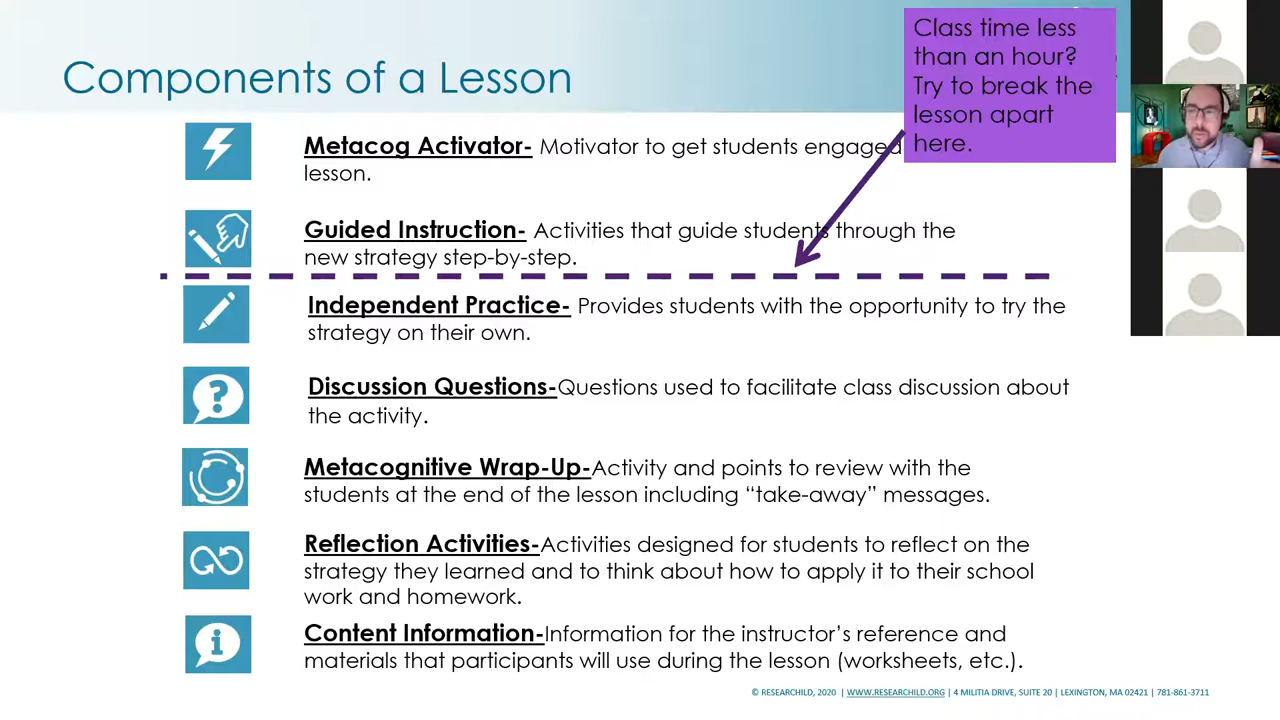 Components of a Lesson
Class time less
than an hour?
Try to break the
lesson apart
here.
Metacog Activator- Motivator to get students engaged
lesson.
Guided Instruction- Activities that guide students through the
new strategy step-by-step.
Independent Practice- Provides students with the opportunity to try the
strategy on their own.
Discussion Questions-Questions used to facilitate class discussion about
the activity.
Metacognitive Wrap-Up-Activity and points to review with the
students at the end of the lesson including “take-away” messages.
Reflection Activities-Activities designed for students to reflect on the
strategy they learned and to think about how to apply it to their school
work and homework.
Content Information-Information for the instructor’s reference and
materials that participants will use during the lesson (worksheets, etc.).
© RESEARCHILD, 2020 | WWW.RESEARCHILD.ORG | 4 MILITIA DRIVE, SUITE 20 | LEXINGTON, MA 02421 | 781-861-3711